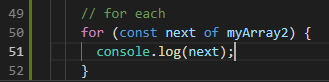 49 // for each
50 for (const next of myArray2) {
51 console.log(next);
52 }